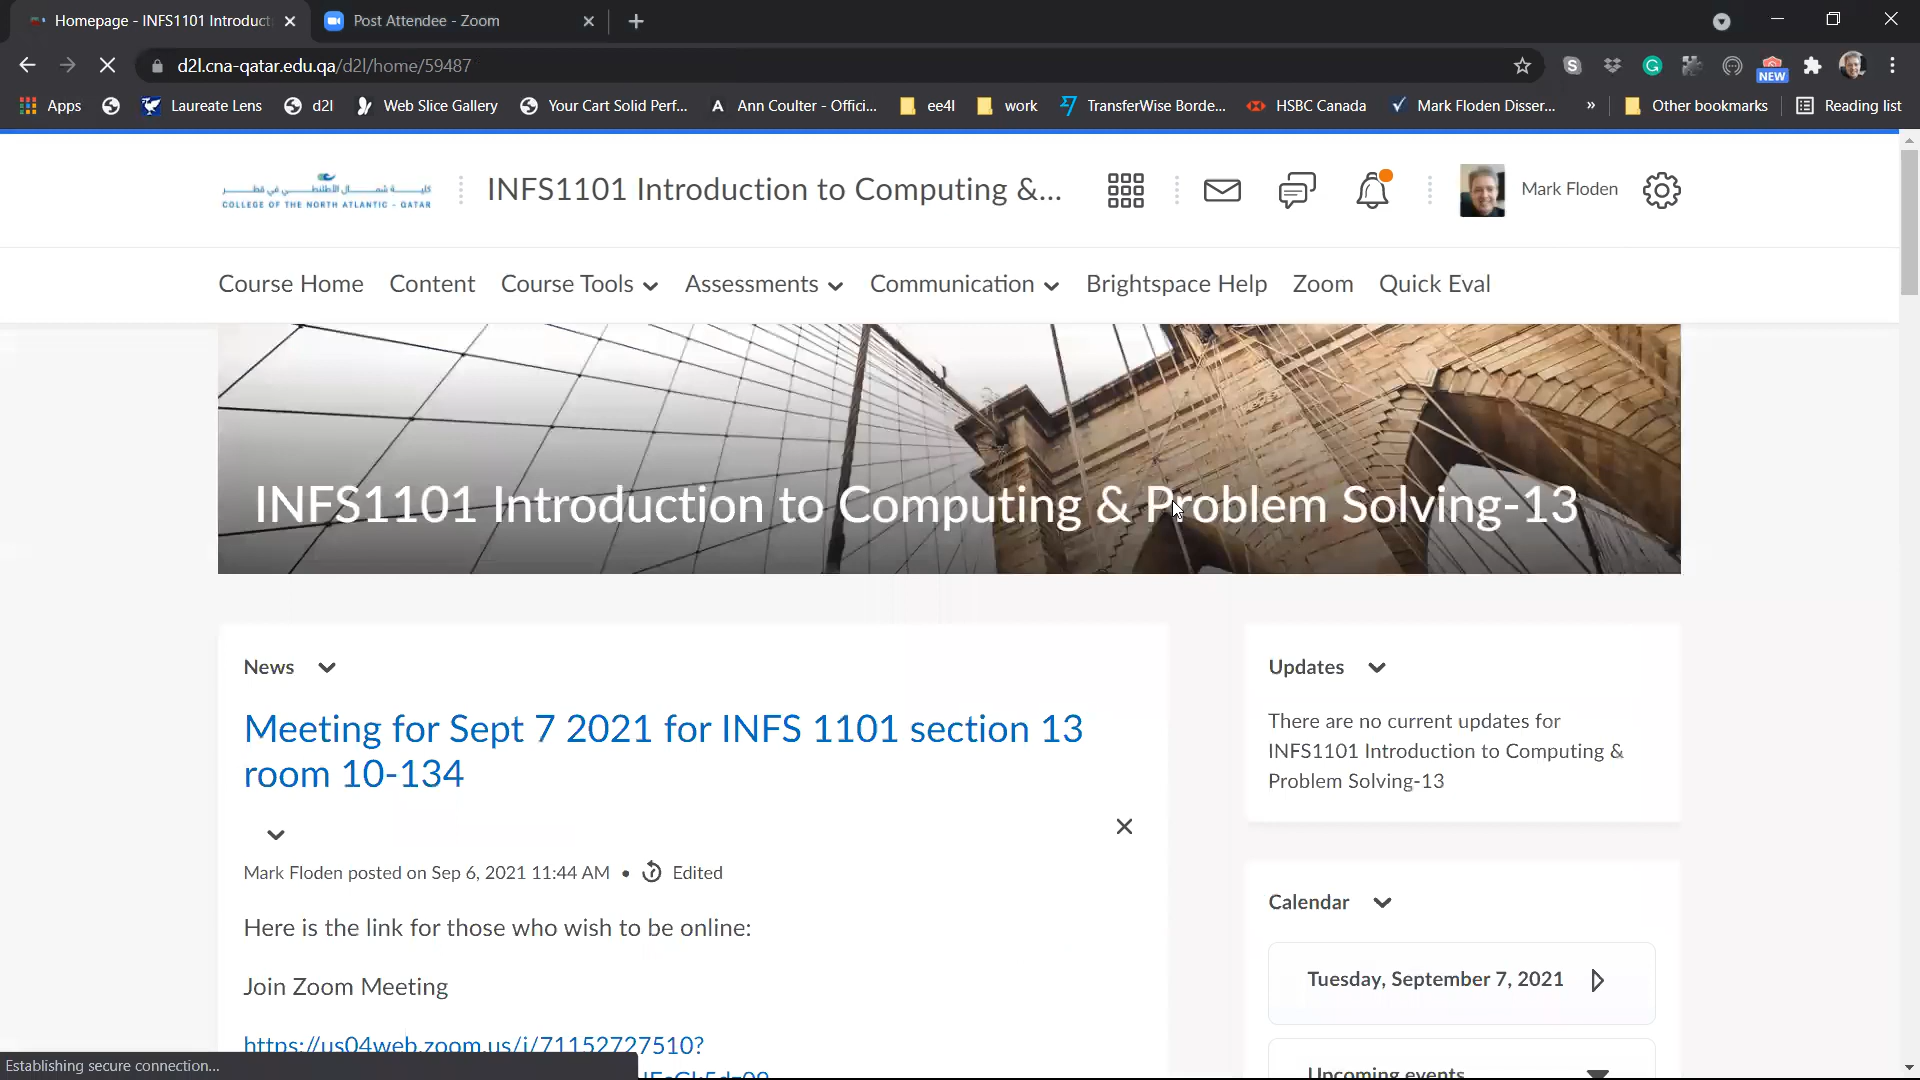 Homepage - INFS1101 Introduct
Post Attendee - Zoom
d2l.cna-qatar.edu.qa/d2l/home/59487
NEW
Apps
Laureate Lens
d2l
Web Slice Gallery
Your Cart Solid Perf...
Ann Coulter - Offici...
ee4l
work
TransferWise Borde...
HSBC Canada
Mark Floden Disser...
»
Other bookmarks
Reading list
كليـــة شمـــال الأطلنطـــي في قطـــر
COLLEGE OF THE NORTH ATLANTIC - QATAR
INFS1101 Introduction to Computing &...
Mark Floden
Course Home
Content
Course Tools
Assessments
Communication
Brightspace Help
Zoom
Quick Eval
INFS1101 Introduction to Computing & Problem Solving-13
News
Meeting for Sept 7 2021 for INFS 1101 section 13
room 10-134
Mark Floden posted on Sep 6, 2021 11:44 AM • Edited
Here is the link for those who wish to be online:
Join Zoom Meeting
https://us04web.zoom.us/j/71152727510?
Updates
There are no current updates for
INFS1101 Introduction to Computing &
Problem Solving-13
Calendar
Tuesday, September 7, 2021
Upcoming events
Establishing secure connection...